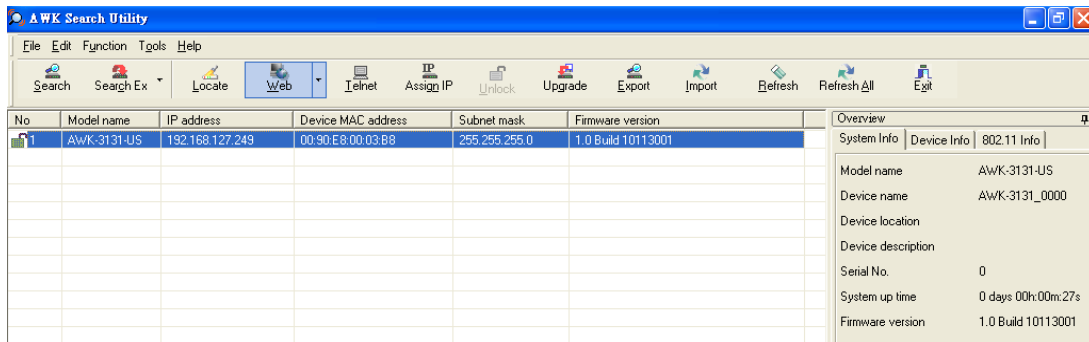 AWK Search Utility
File Edit Function Tools Help
Search Search Ex Locate Web Telnet Assign IP Unlock Upgrade Export Import Refresh Refresh All Exit
IP
No Model name IP address Device MAC address Subnet mask Firmware version
1 AWK-3131-US 192.168.127.249 00:90:E8:00:03:B8 255.255.255.0 1.0 Build 10113001
Overview
System Info Device Info 802.11 Info
Model name AWK-3131-US
Device name AWK-3131_0000
Device location
Device description
Serial No. 0
System up time 0 days 00h:00m:27s
Firmware version 1.0 Build 10113001